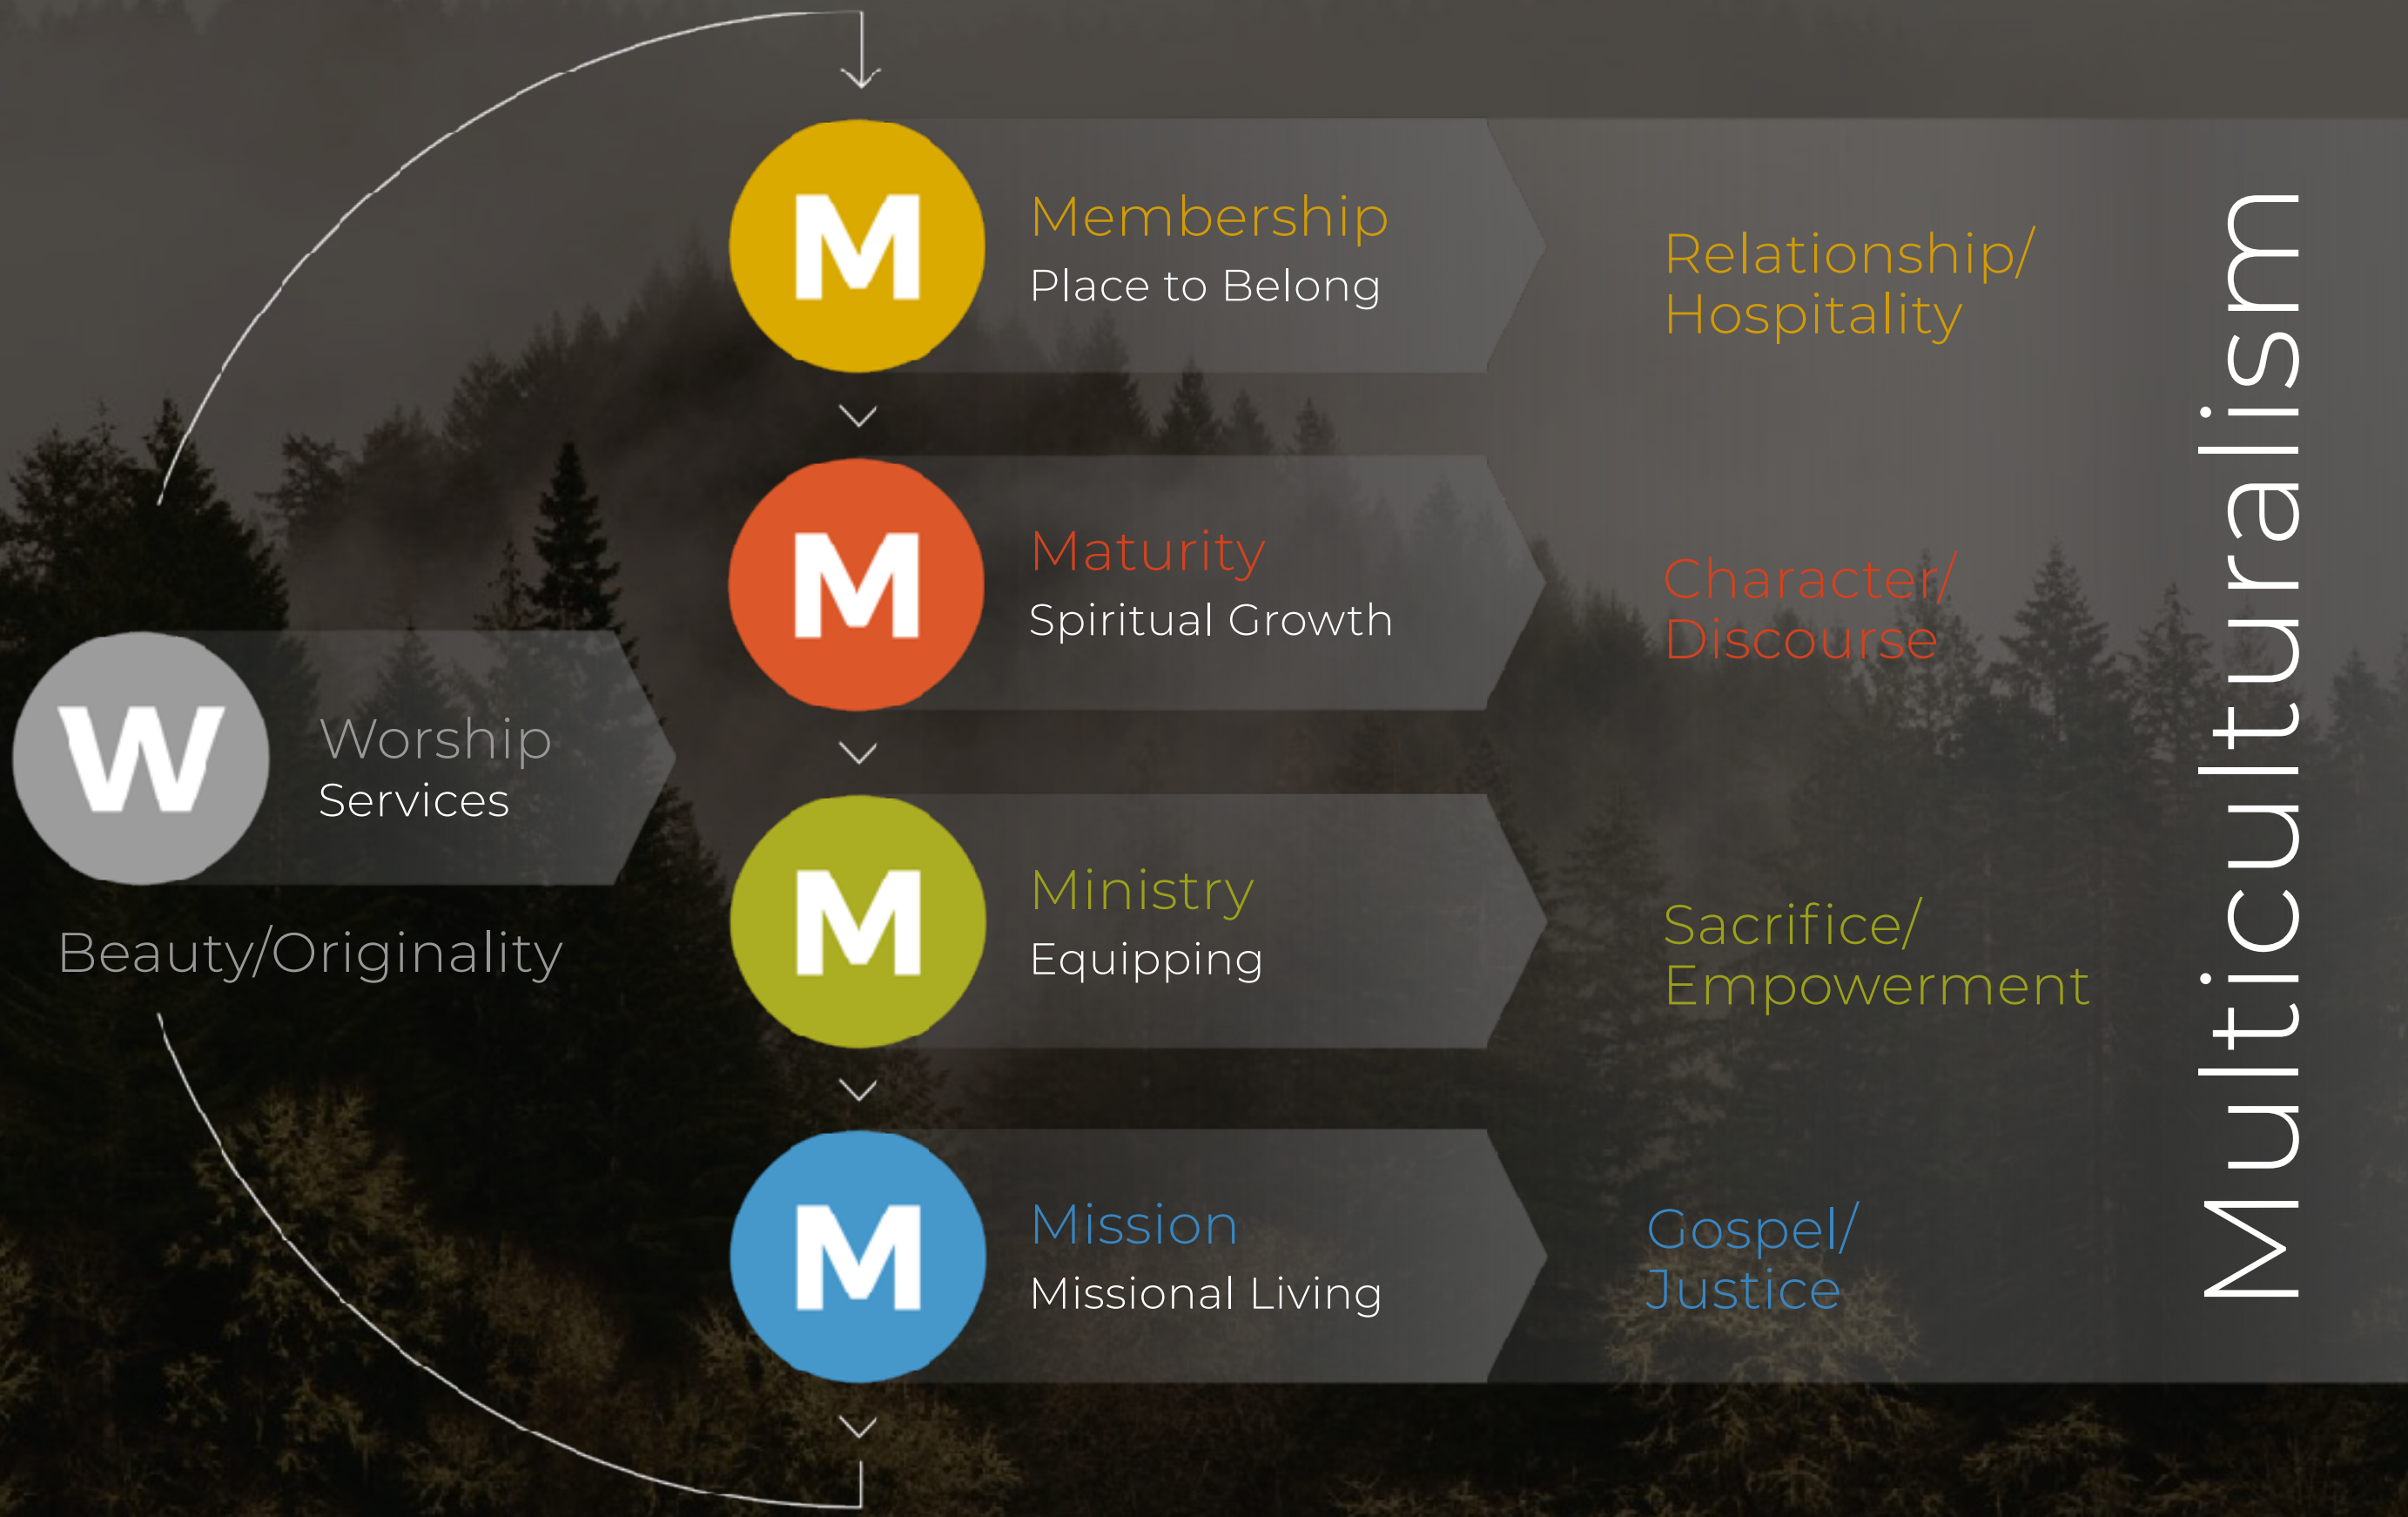 M
Membership
Place to Belong
Relationship/
Hospitality
M
Maturity
Spiritual Growth
Character/
Discourse
W
Worship
Services
Beauty/Originality
M
Ministry
Equipping
Sacrifice/
Empowerment
M
Mission
Missional Living
Gospel/
Justice
Multiculturalism